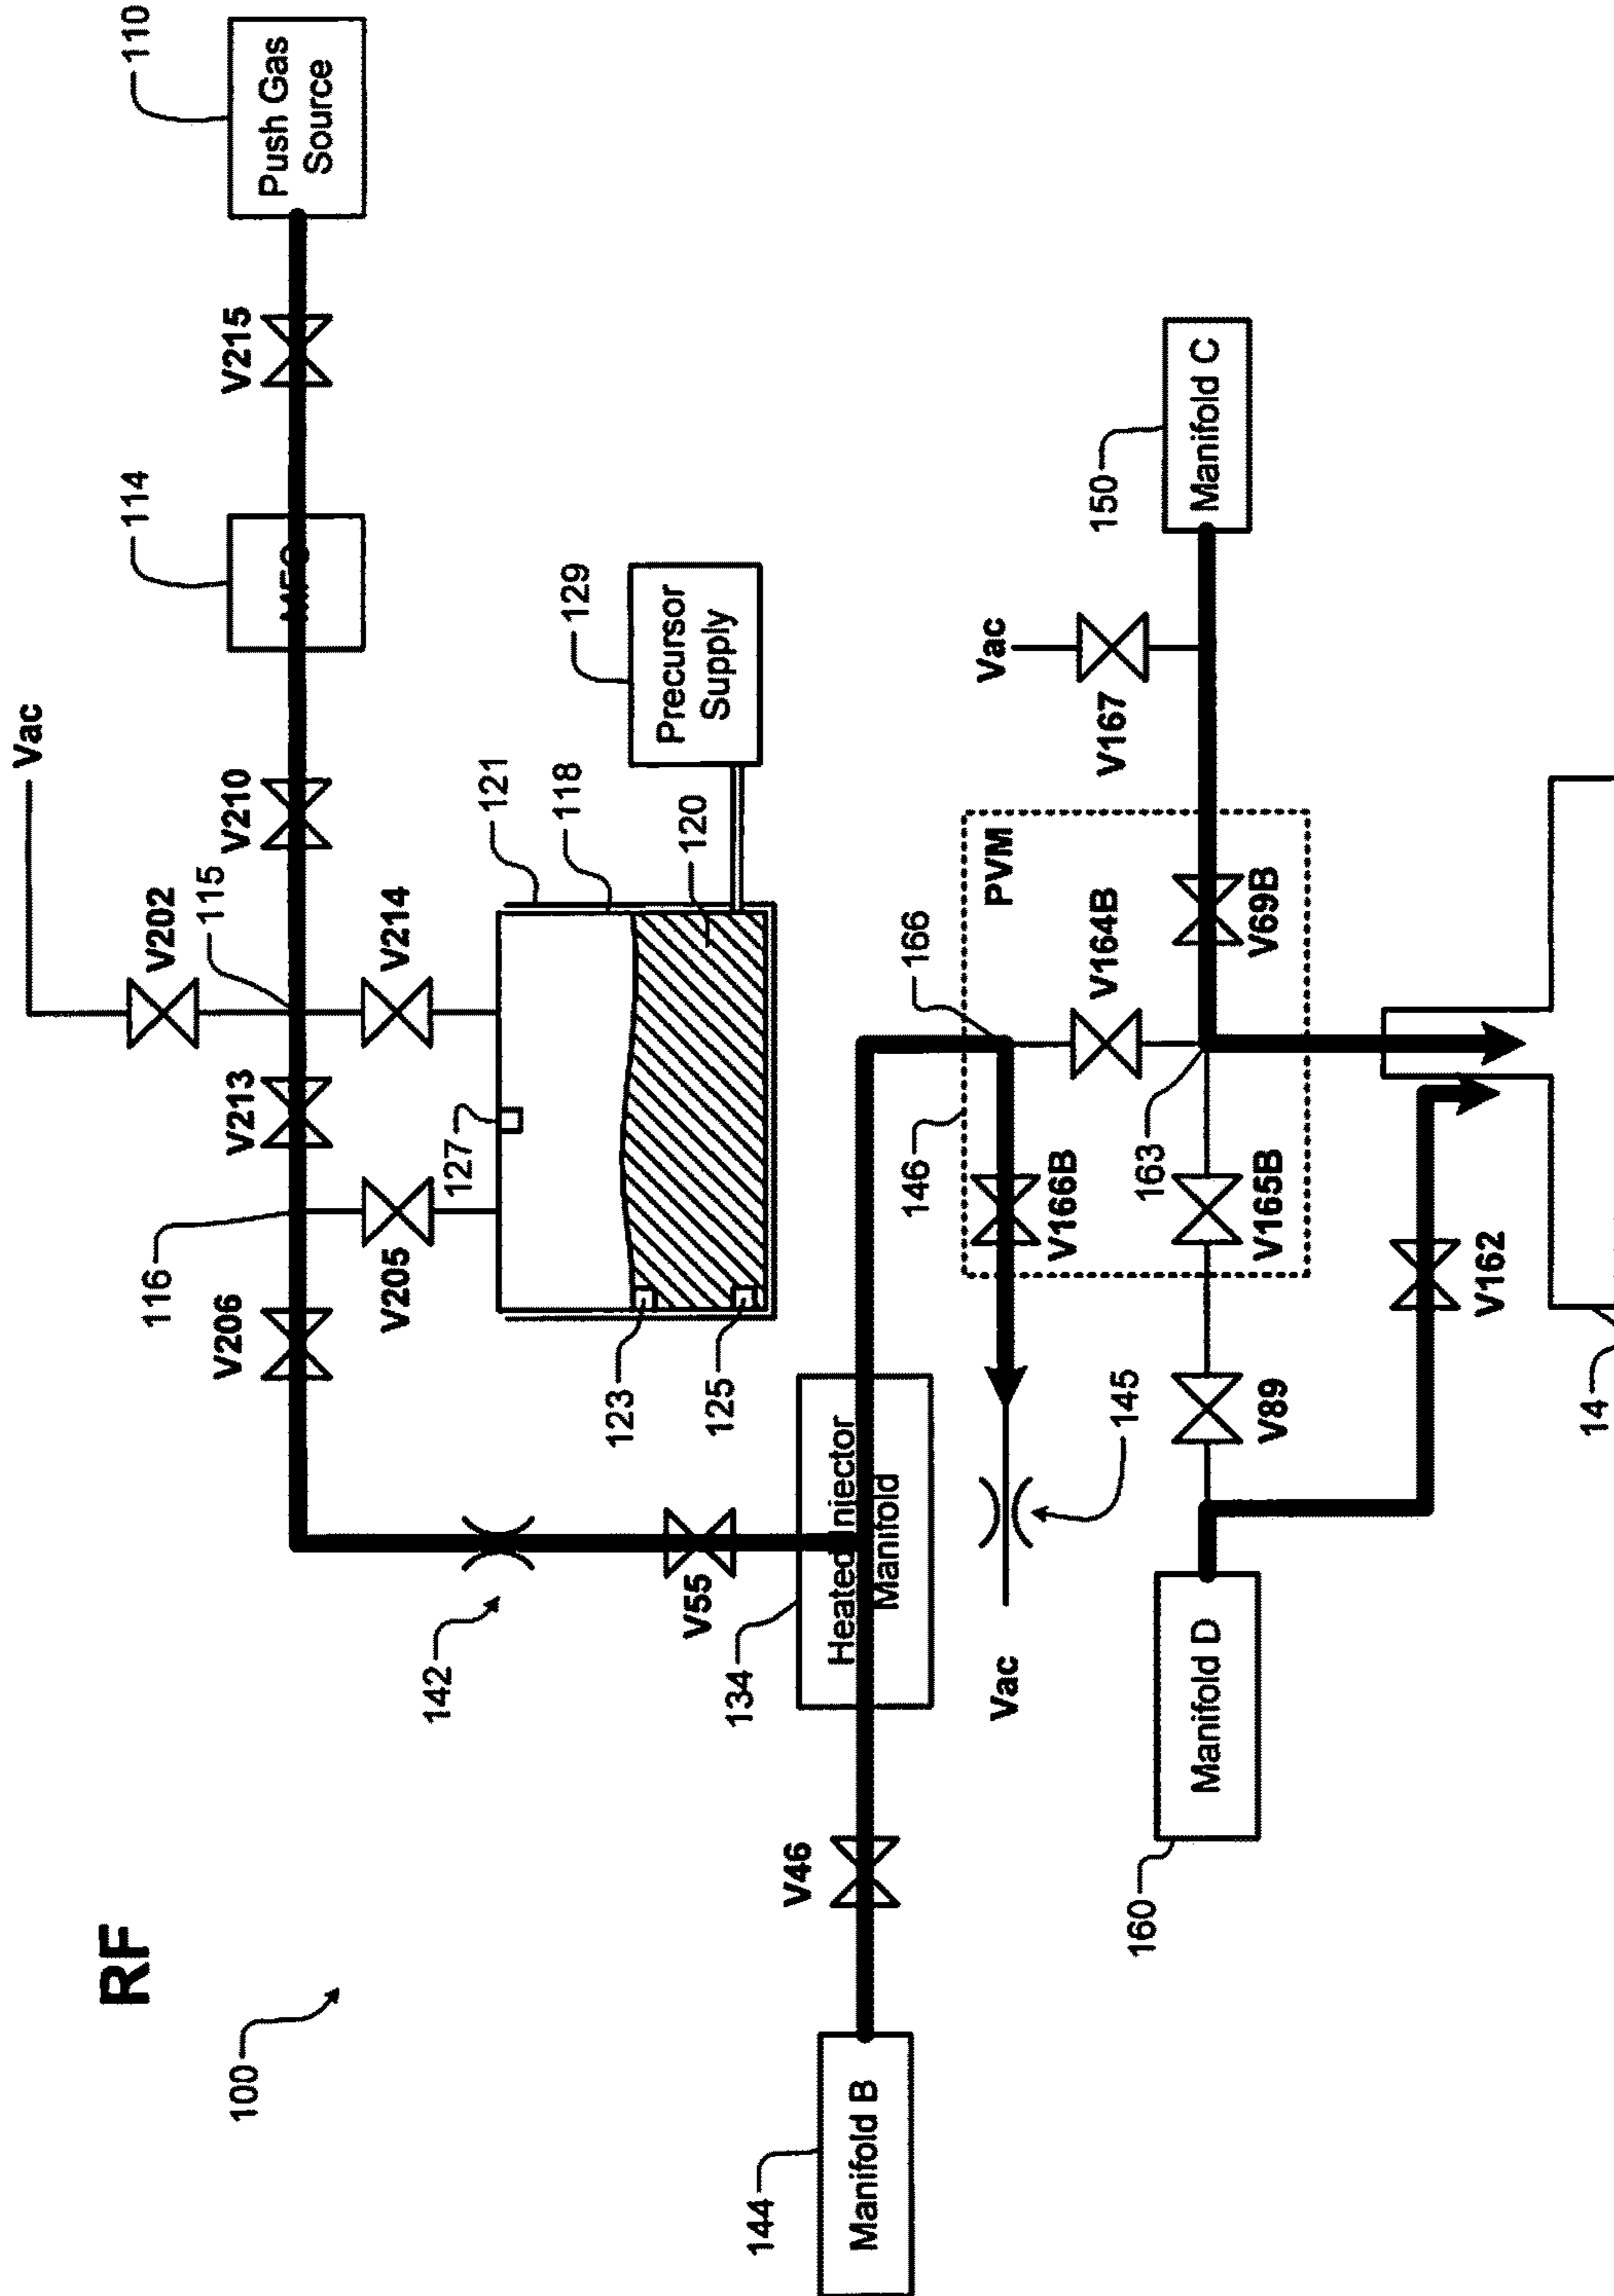 RF
100
Vac
110
114
V202
115
116
V206
V213
V210
V215
Push Gas
Source
V205
V214
127
142
121
118
129
120
Precursor
Supply
123
125
V55
134
144
V46
Manifold B
Heated Injector
Manifold
146
166
PVM
Vac
Vac
V166B
V164B
V167
150
145
163
160
Manifold D
V89
V165B
V69B
Manifold C
V162
14